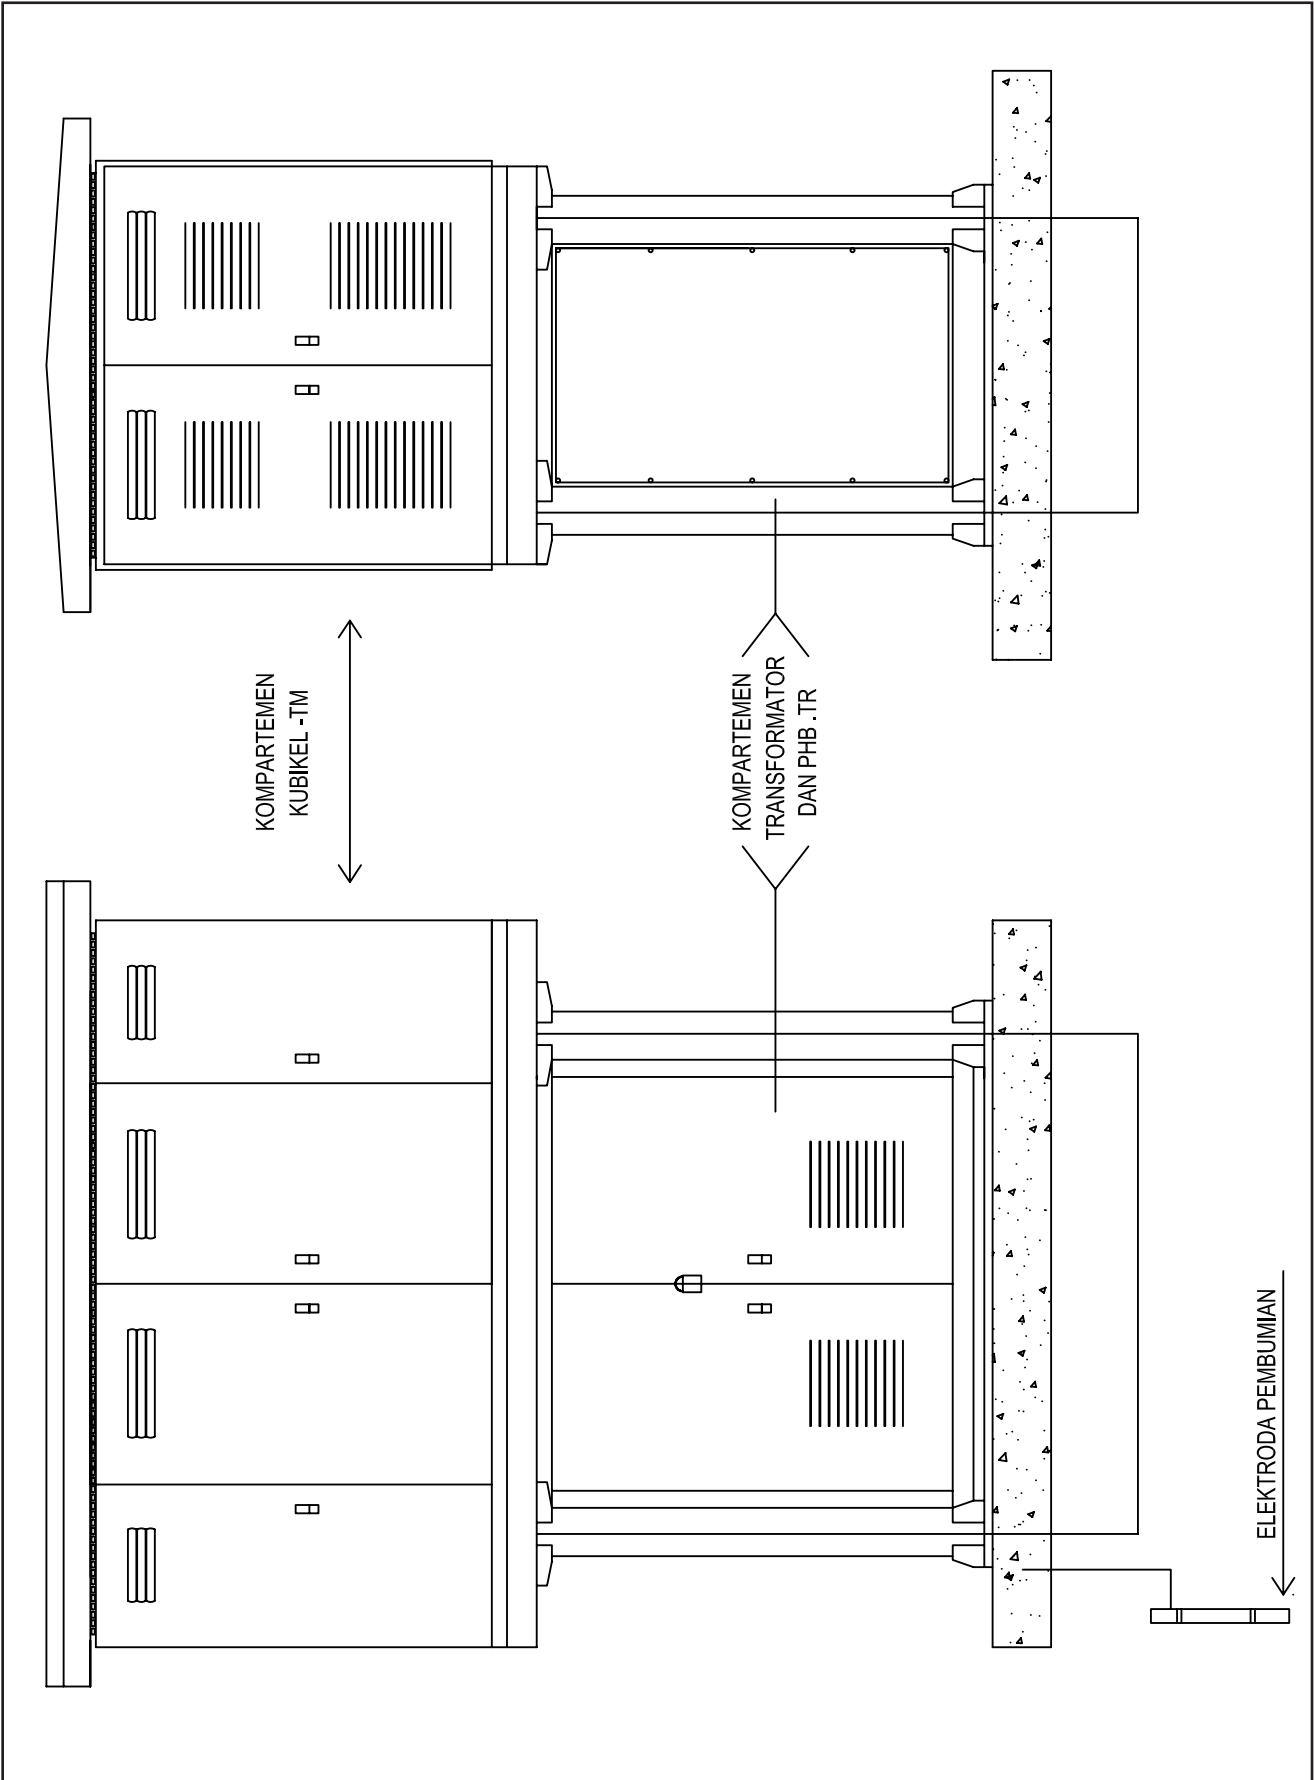 KOMPARTEMEN
KUBIKEL -TM
KOMPARTEMEN
TRANSFORMATOR
DAN PHB .TR
ELEKTRODA PEMBUMIAN